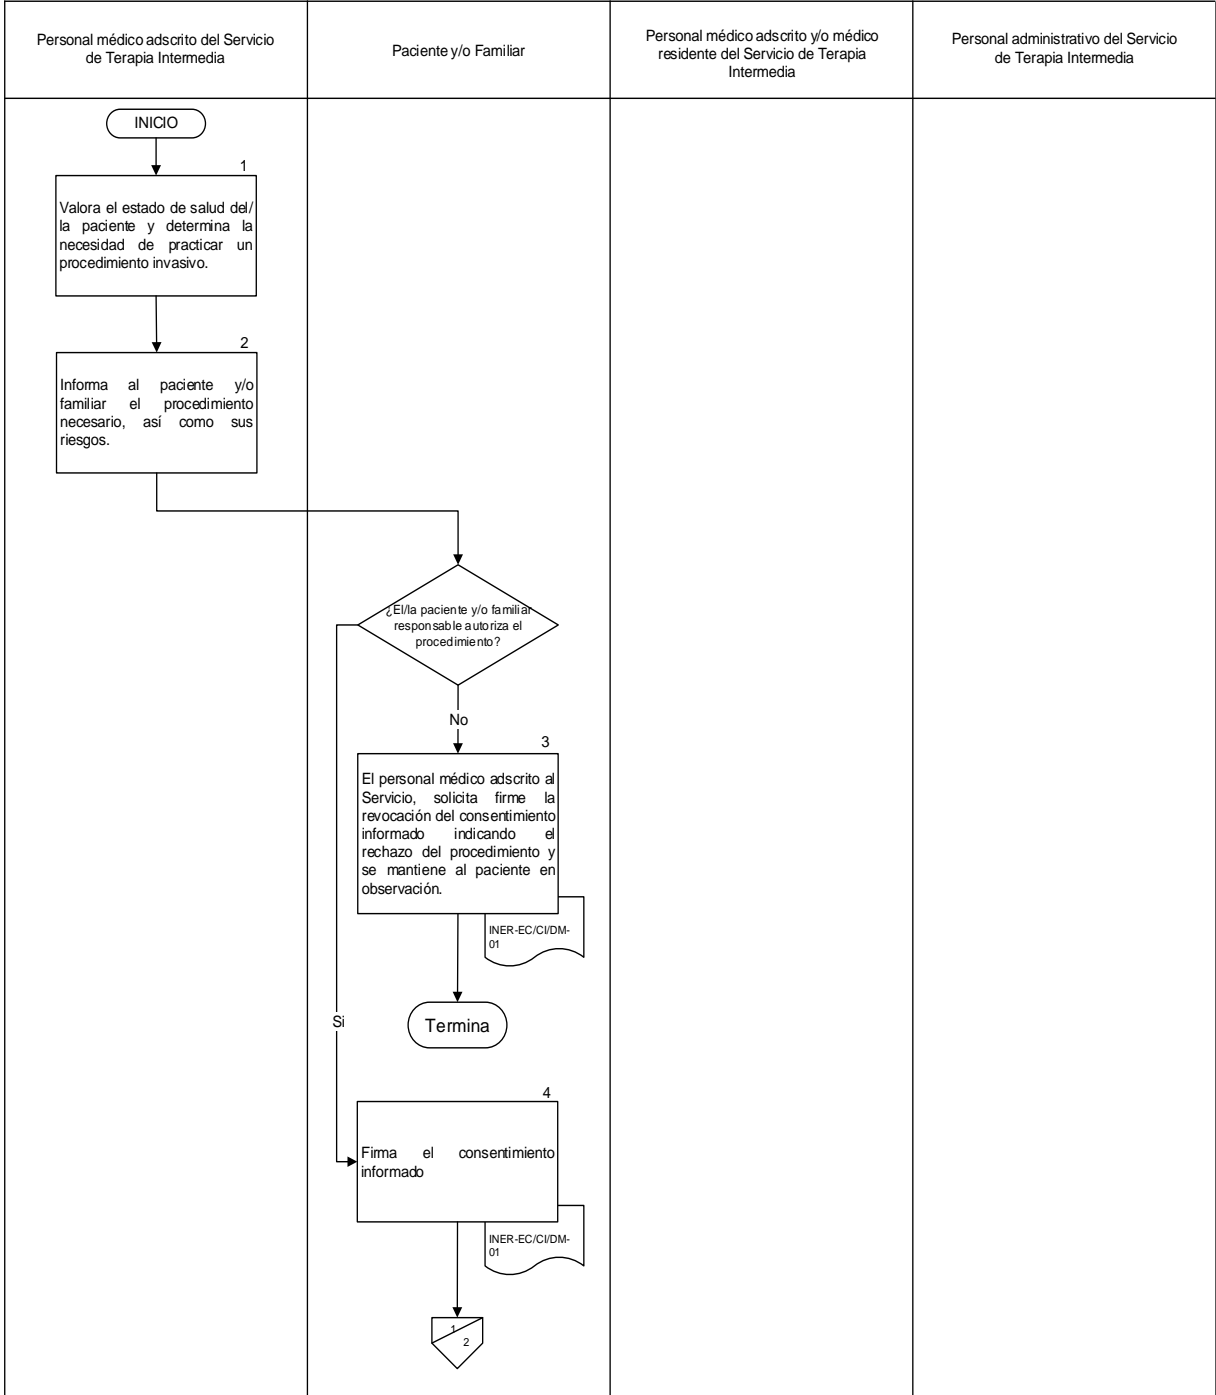 Personal médico adscrito del Servicio
de Terapia Intermedia
Paciente y/o Familiar
Personal médico adscrito y/o médico
residente del Servicio de Terapia
Intermedia
Personal administrativo del Servicio
de Terapia Intermedia
INICIO
1
Valora el estado de salud del/
la paciente y determina la
necesidad de practicar un
procedimiento invasivo.
2
Informa al paciente y/o
familiar el procedimiento
necesario, así como sus
riesgos.
¿El/la paciente y/o familiar
responsable autoriza el
procedimiento?
No
3
El personal médico adscrito al
Servicio, solicita firme la
revocación del consentimiento
informado indicando el
rechazo del procedimiento y
se mantiene al paciente en
observación.
INER-EC/CI/DM-
01
Si
Termina
4
Firma el consentimiento
informado
INER-EC/CI/DM-
01
1
2